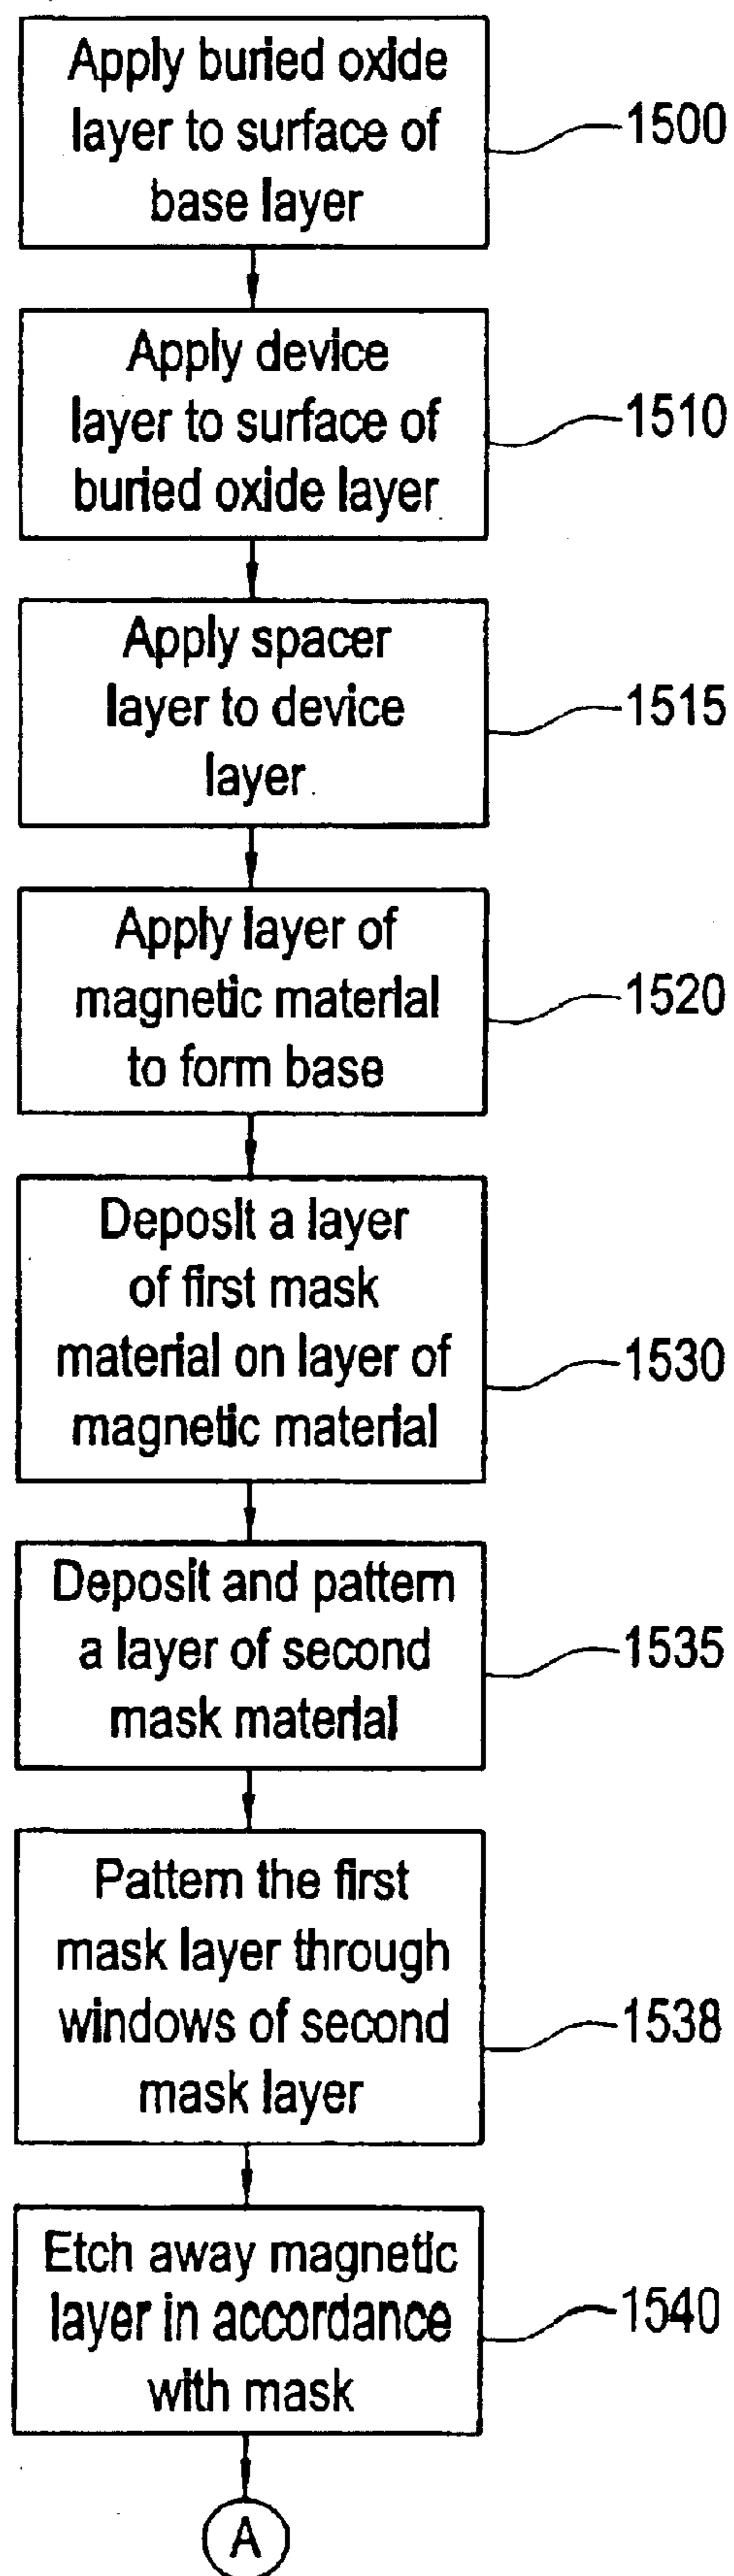 Apply buried oxide
layer to surface of
base layer
1500
Apply device
layer to surface of
buried oxide layer
1510
Apply spacer
layer to device
layer
1515
Apply layer of
magnetic material
to form base
1520
Deposit a layer
of first mask
material on layer of
magnetic material
1530
Deposit and pattern
a layer of second
mask material
1535
Pattern the first
mask layer through
windows of second
mask layer
1538
Etch away magnetic
layer in accordance
with mask
1540
A